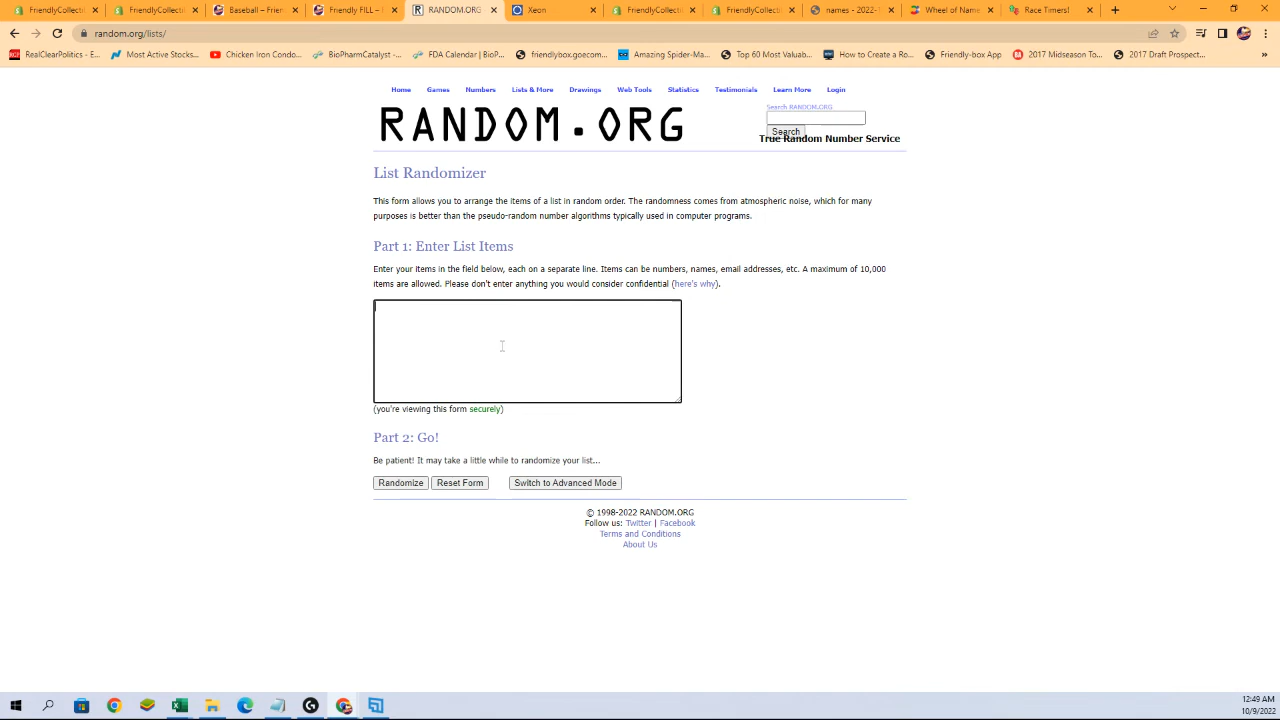 FriendlyCollecti
FriendlyCollecti
Baseball – Frien
Friendly FILL –
RANDOM.ORG
Xeon
FriendlyCollecti
FriendlyCollecti
names - 2022-1
Wheel of Name
Race Timers!
random.org/lists/
RealClearPolitics - E...
Most Active Stocks...
Chicken Iron Condo...
BioPharmCatalyst -...
FDA Calendar | BioP...
friendlybox.goecom...
Amazing Spider-Ma...
Top 60 Most Valuab...
How to Create a Ro...
Friendly-box App
2017 Midseason To...
2017 Draft Prospect...
Home Games Numbers Lists & More Drawings Web Tools Statistics Testimonials Learn More Login
RANDOM.ORG
Search RANDOM.ORG
Search
True Random Number Service
List Randomizer
This form allows you to arrange the items of a list in random order. The randomness comes from atmospheric noise, which for many
purposes is better than the pseudo-random number algorithms typically used in computer programs.
Part 1: Enter List Items
Enter your items in the field below, each on a separate line. Items can be numbers, names, email addresses, etc. A maximum of 10,000
items are allowed. Please don't enter anything you would consider confidential (here's why).
(you're viewing this form securely)
Part 2: Go!
Be patient! It may take a little while to randomize your list...
Randomize Reset Form Switch to Advanced Mode
© 1998-2022 RANDOM.ORG
Follow us: Twitter | Facebook
Terms and Conditions
About Us
12:49 AM
10/9/2022